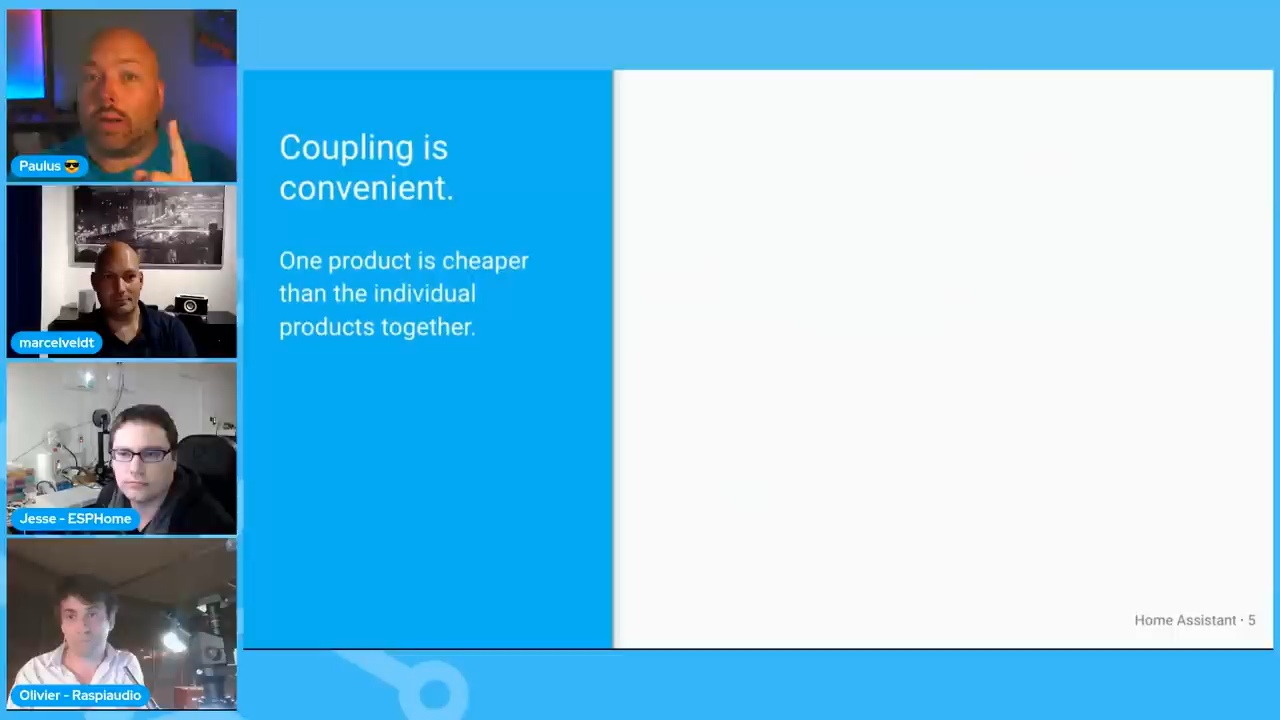 Paulus 😎
marcelveldt
Jesse - ESPHome
Olivier - Raspiaudio
Coupling is
convenient.
One product is cheaper
than the individual
products together.
Home Assistant · 5